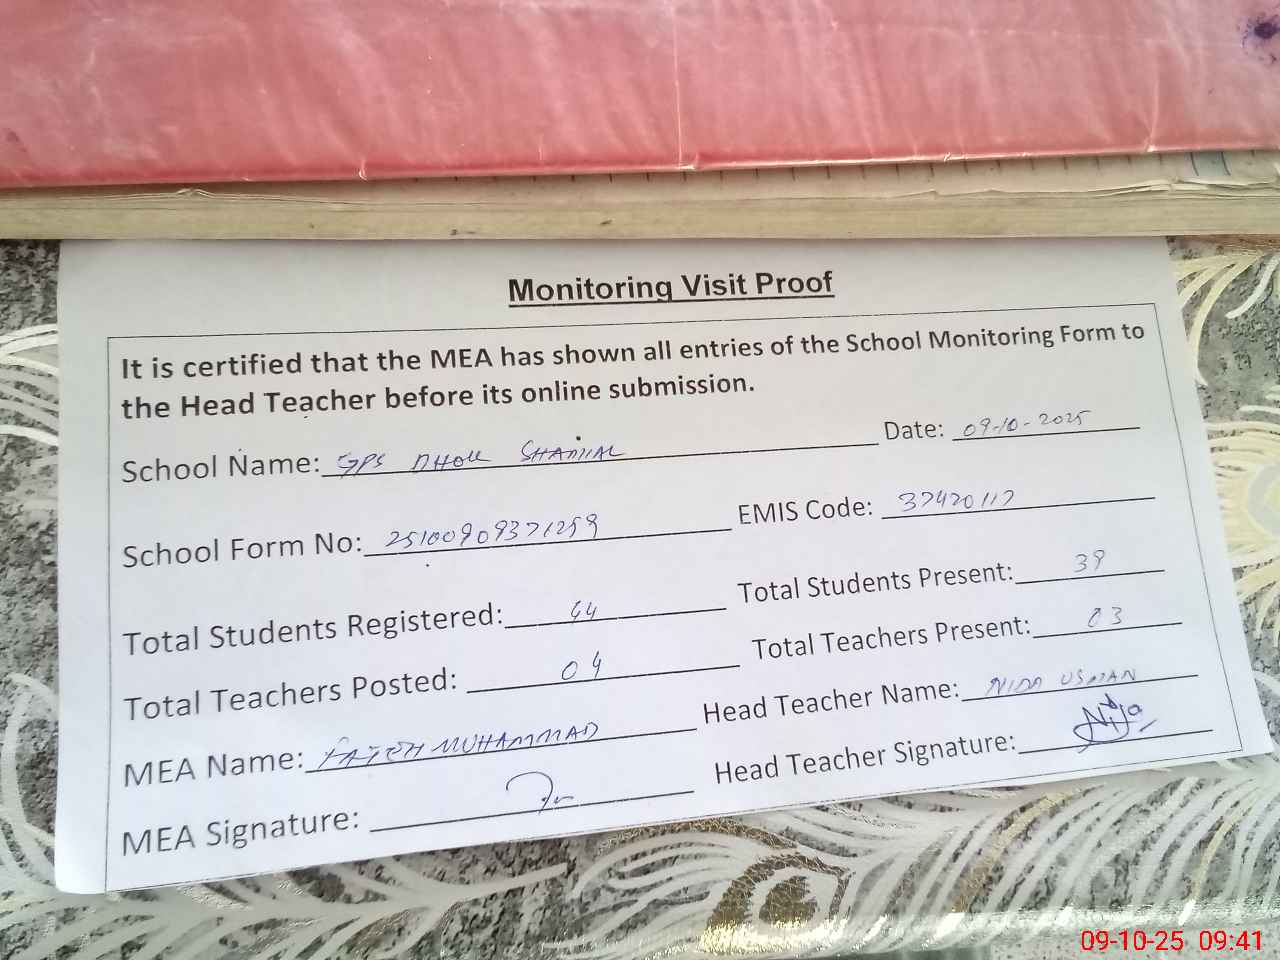 Monitoring Visit Proof
It is certified that the MEA has shown all entries of the School Monitoring Form to
the Head Teacher before its online submission.
School Name: GPS DHOK Date: 09-10-2025
School Form No: 25100909371259 EMIS Code: 37420117
Total Students Registered: 44 Total Students Present: 39
Total Teachers Posted: 04 Total Teachers Present: 03
MEA Name: FATEH MUHAMMAD Head Teacher Name: NIDA USMAN
MEA Signature: Head Teacher Signature: Nida
09-10-25 09:41